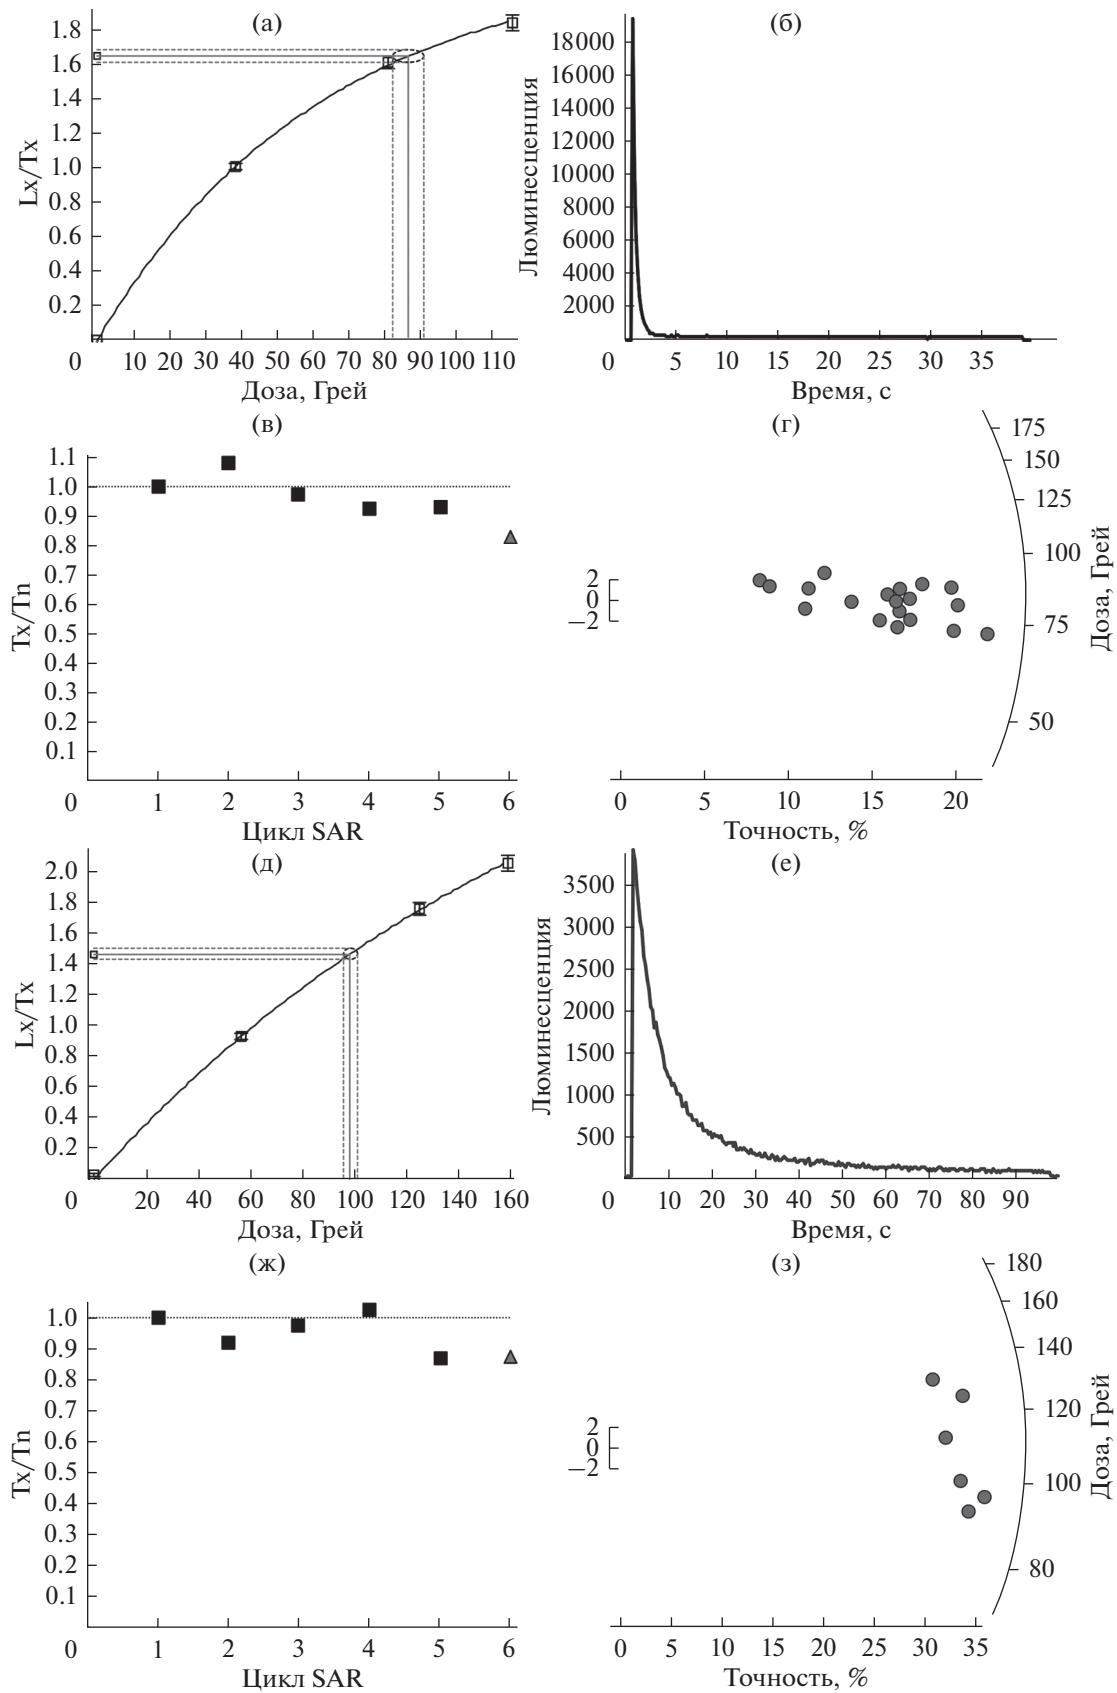 (а)
1.8
1.6
1.4
1.2
1.0
0.8
0.6
0.4
0.2
Lx/Tx
0 10 20 30 40 50 60 70 80 90 100 110
Доза, Грей
(б)
18000
16000
14000
12000
10000
8000
6000
4000
2000
Люминесценция
0 5 10 15 20 25 30 35
Время, с
(в)
1.1
1.0
0.9
0.8
0.7
0.6
0.5
0.4
0.3
0.2
0.1
Tx/Tn
0 1 2 3 4 5 6
Цикл SAR
(г)
175
150
125
100
75
50
Доза, Грей
2
0
−2
0 5 10 15 20
Точность, %
(д)
2.0
1.8
1.6
1.4
1.2
1.0
0.8
0.6
0.4
0.2
Lx/Tx
0 20 40 60 80 100 120 140 160
Доза, Грей
(е)
3500
3000
2500
2000
1500
1000
500
Люминесценция
0 10 20 30 40 50 60 70 80 90
Время, с
(ж)
1.0
0.9
0.8
0.7
0.6
0.5
0.4
0.3
0.2
0.1
Tx/Tn
0 1 2 3 4 5 6
Цикл SAR
(з)
180
160
140
120
100
80
Доза, Грей
2
0
−2
0 5 10 15 20 25 30 35
Точность, %